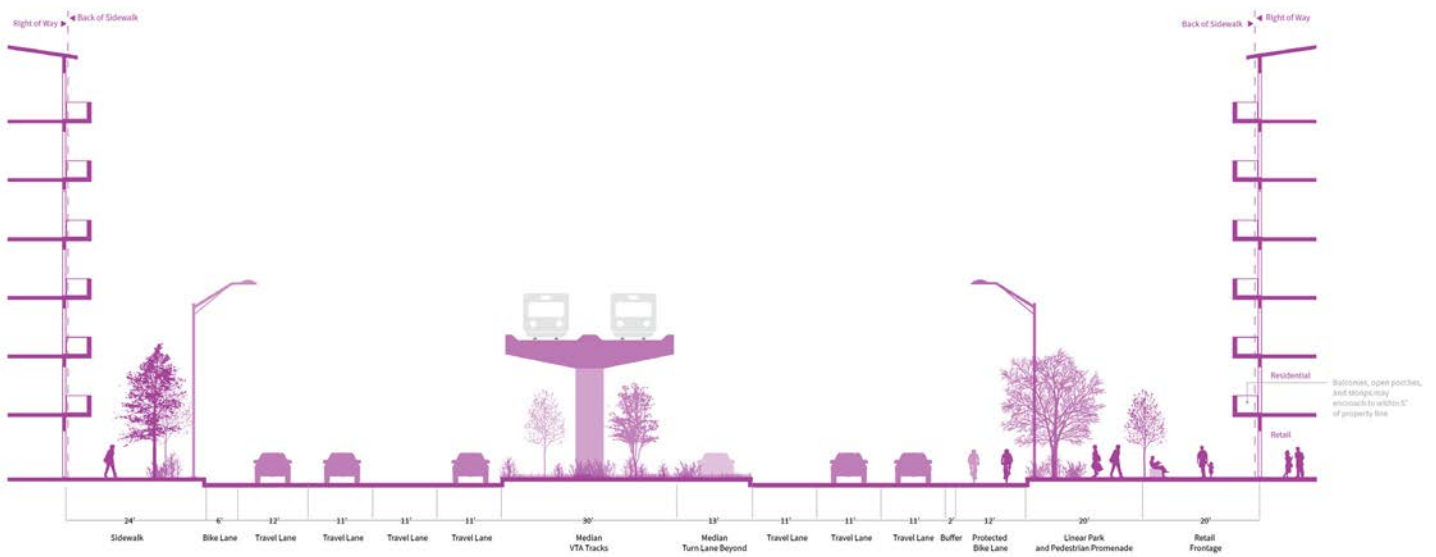 Right of Way
Back of Sidewalk
Back of Sidewalk
Right of Way
Residential
Balconies, open porches,
and stoops may
encroach to within 5'
of property line
Retail
24' 6' 12' 11' 11' 11' 30' 13' 11' 11' 11' 2' 12' 20' 20'
Sidewalk Bike Lane Travel Lane Travel Lane Travel Lane Travel Lane Median Median Travel Lane Travel Lane Travel Lane Buffer Protected Linear Park Retail
VTA Tracks Turn Lane Beyond Bike Lane and Pedestrian Promenade Frontage